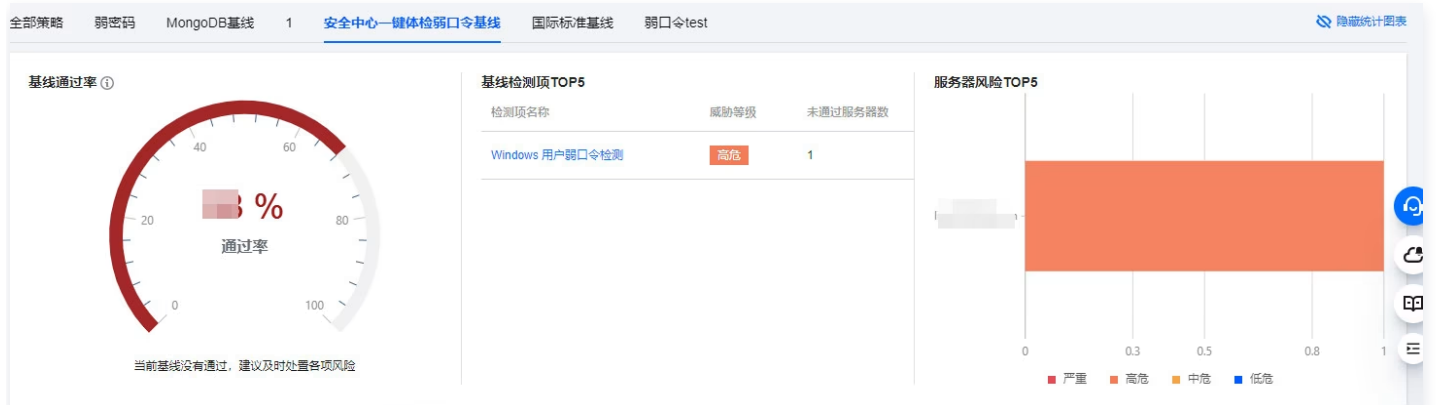 全部策略 弱密码 MongoDB基线 1 安全中心一键体检弱口令基线 国际标准基线 弱口令test 隐藏统计图表
基线通过率
0
20
40
60
80
100
%
通过率
当前基线没有通过，建议及时处置各项风险
基线检测项TOP5
检测项名称 威胁等级 未通过服务器数
Windows 用户弱口令检测 高危 1
服务器风险TOP5
0 0.3 0.5 0.8 1
严重 高危 中危 低危